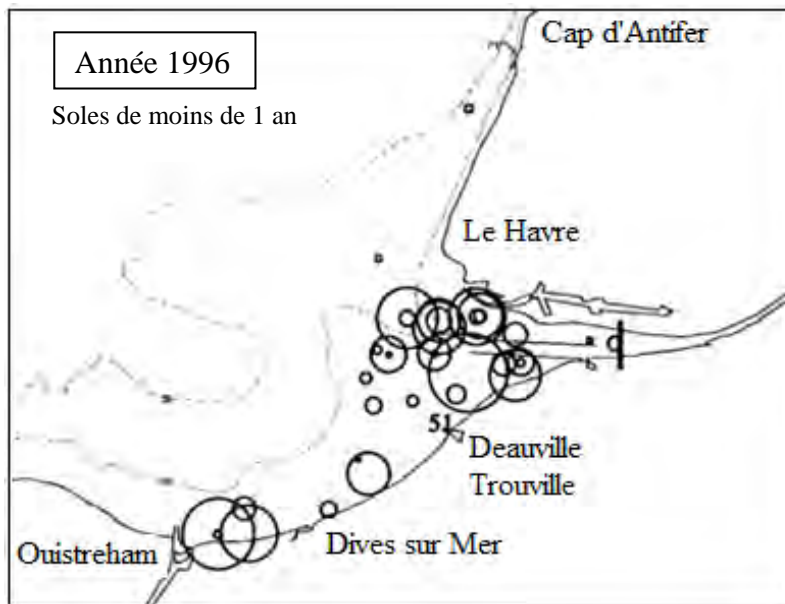 Année 1996
Soles de moins de 1 an
Cap d'Antifer
Le Havre
51
Deauville
Trouville
Ouistreham
Dives sur Mer